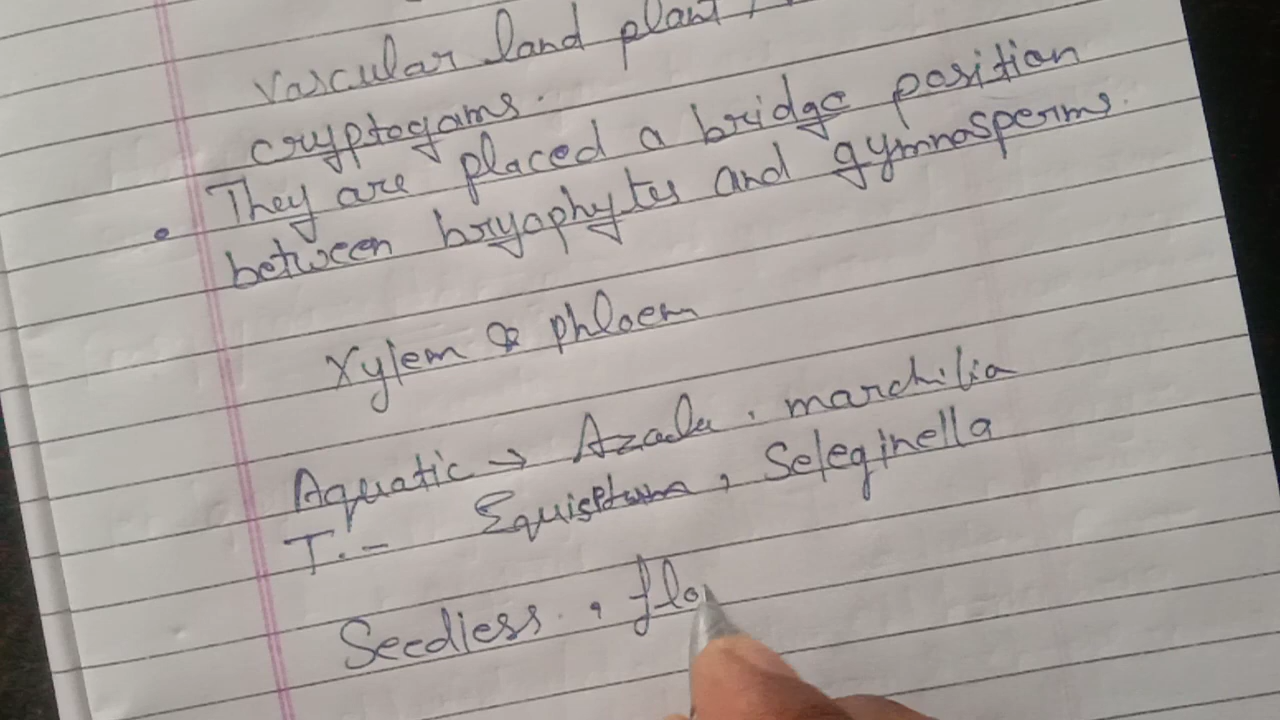 Vascular land plant,
cryptogams.
• They are placed a bridge position
between bryophytes and gymnosperms.
Xylem & phloem
Aquatic → Azolla, marchilia
T.- Equisetum, Seleginella
Seedless, flo